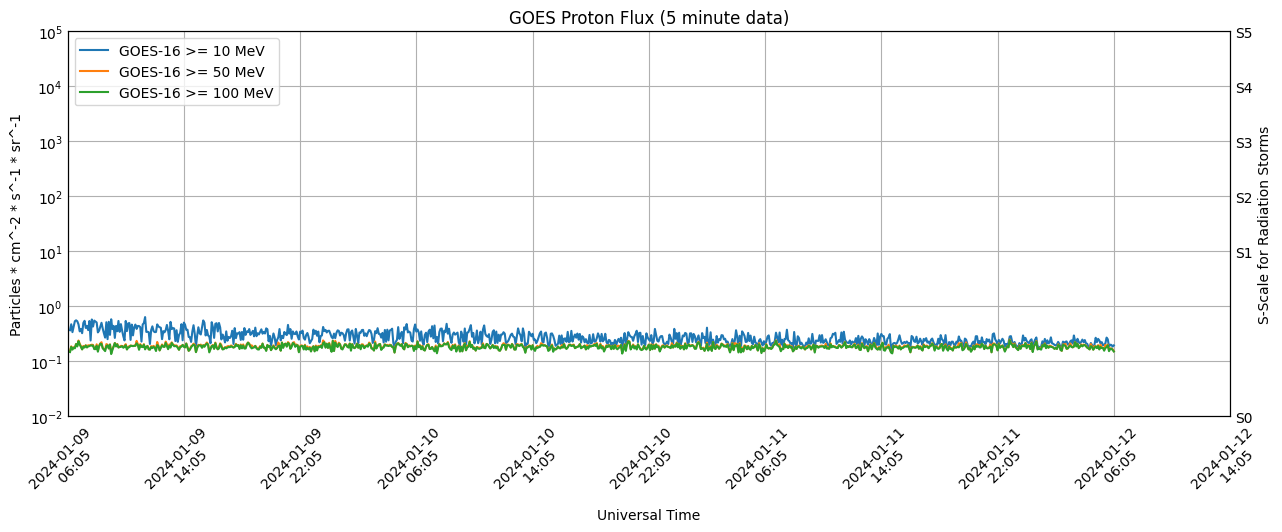 GOES Proton Flux (5 minute data)
GOES-16 >= 10 MeV
GOES-16 >= 50 MeV
GOES-16 >= 100 MeV
Particles * cm^-2 * s^-1 * sr^-1
10^5
10^4
10^3
10^2
10^1
10^0
10^-1
10^-2
S5
S4
S3
S2
S1
S0
S-Scale for Radiation Storms
2024-01-09
06:05
2024-01-09
14:05
2024-01-09
22:05
2024-01-10
06:05
2024-01-10
14:05
2024-01-10
22:05
2024-01-11
06:05
2024-01-11
14:05
2024-01-11
22:05
2024-01-12
06:05
2024-01-12
14:05
Universal Time